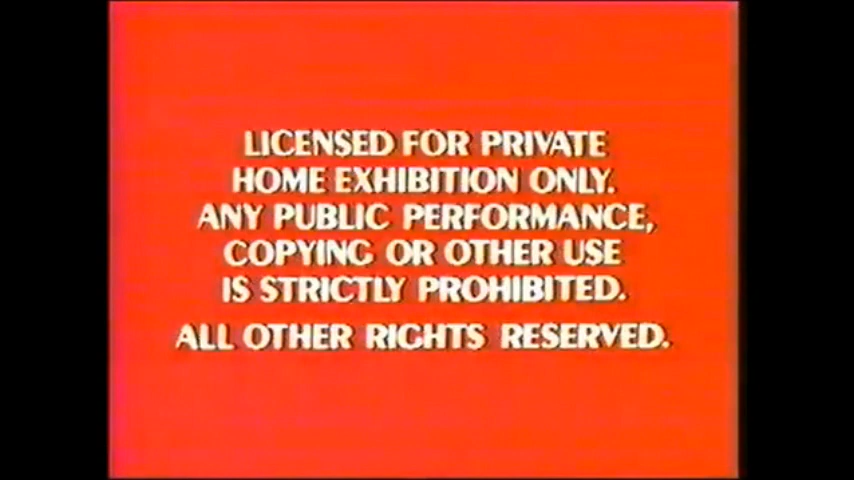 LICENSED FOR PRIVATE
HOME EXHIBITION ONLY.
ANY PUBLIC PERFORMANCE,
COPYING OR OTHER USE
IS STRICTLY PROHIBITED.
ALL OTHER RIGHTS RESERVED.